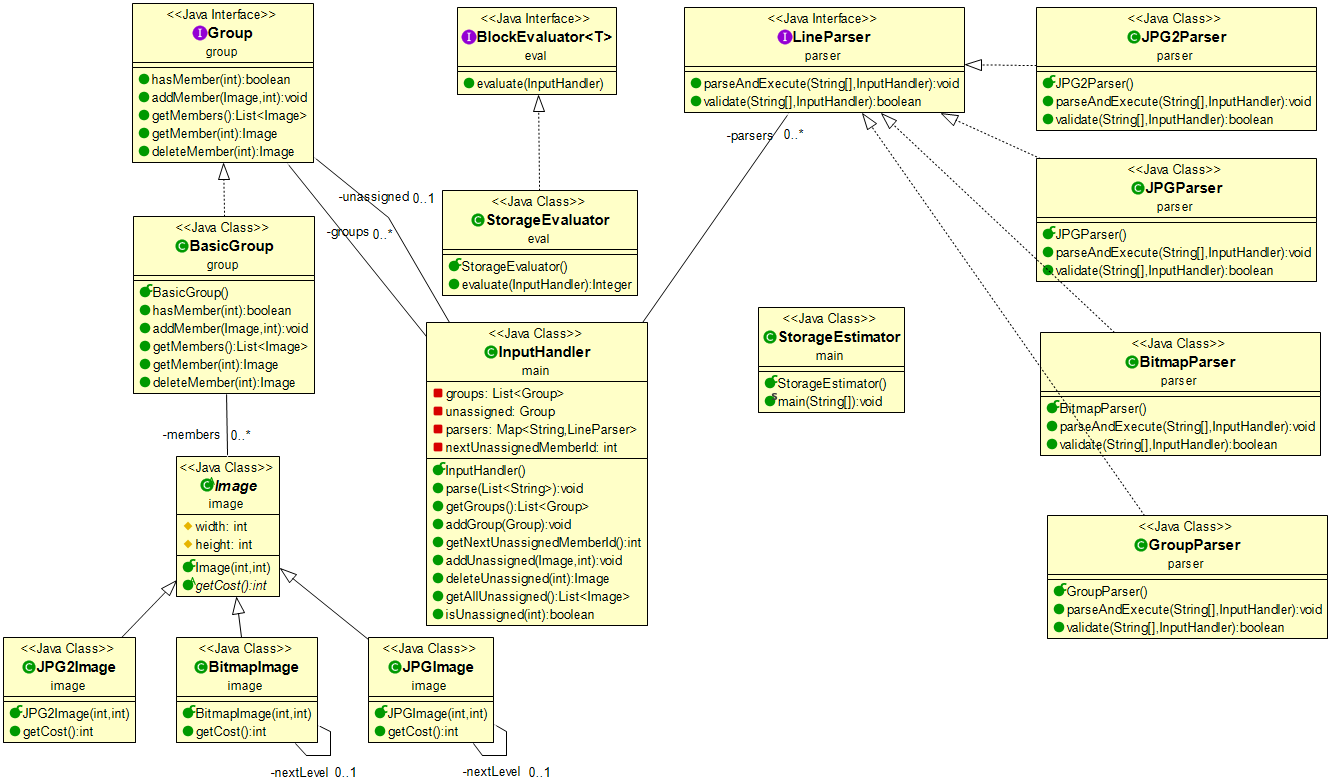 <<Java Interface>>
Group
group
hasMember(int):boolean
addMember(Image,int):void
getMembers():List<Image>
getMember(int):Image
deleteMember(int):Image
<<Java Interface>>
BlockEvaluator<T>
eval
evaluate(InputHandler)
<<Java Interface>>
LineParser
parser
parseAndExecute(String[],InputHandler):void
validate(String[],InputHandler):boolean
<<Java Class>>
JPG2Parser
parser
JPG2Parser()
parseAndExecute(String[],InputHandler):void
validate(String[],InputHandler):boolean
-parsers 0..*
-unassigned 0..1
-groups 0..*
<<Java Class>>
JPGParser
parser
JPGParser()
parseAndExecute(String[],InputHandler):void
validate(String[],InputHandler):boolean
<<Java Class>>
StorageEvaluator
eval
StorageEvaluator()
evaluate(InputHandler):Integer
<<Java Class>>
BasicGroup
group
BasicGroup()
hasMember(int):boolean
addMember(Image,int):void
getMembers():List<Image>
getMember(int):Image
deleteMember(int):Image
<<Java Class>>
InputHandler
main
groups: List<Group>
unassigned: Group
parsers: Map<String,LineParser>
nextUnassignedMemberId: int
InputHandler()
parse(List<String>):void
getGroups():List<Group>
addGroup(Group):void
getNextUnassignedMemberId():int
addUnassigned(Image,int):void
deleteUnassigned(int):Image
getAllUnassigned():List<Image>
isUnassigned(int):boolean
<<Java Class>>
StorageEstimator
main
StorageEstimator()
main(String[]):void
<<Java Class>>
BitmapParser
parser
BitmapParser()
parseAndExecute(String[],InputHandler):void
validate(String[],InputHandler):boolean
-members 0..*
<<Java Class>>
Image
image
width: int
height: int
Image(int,int)
getCost():int
<<Java Class>>
GroupParser
parser
GroupParser()
parseAndExecute(String[],InputHandler):void
validate(String[],InputHandler):boolean
<<Java Class>>
JPG2Image
image
JPG2Image(int,int)
getCost():int
<<Java Class>>
BitmapImage
image
BitmapImage(int,int)
getCost():int
<<Java Class>>
JPGImage
image
JPGImage(int,int)
getCost():int
-nextLevel 0..1
-nextLevel 0..1